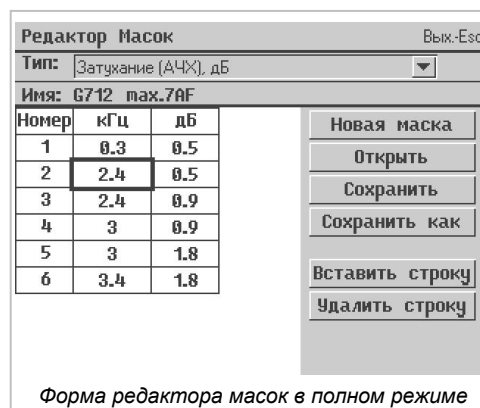 Редактор Масок Вых.-Esc
Тип: Затухание (АЧХ), дБ
Имя: G712 max.7AF
Номер кГц дБ
1 0.3 0.5
2 2.4 0.5
3 2.4 0.9
4 3 0.9
5 3 1.8
6 3.4 1.8
Новая маска
Открыть
Сохранить
Сохранить как
Вставить строку
Удалить строку
Форма редактора масок в полном режиме